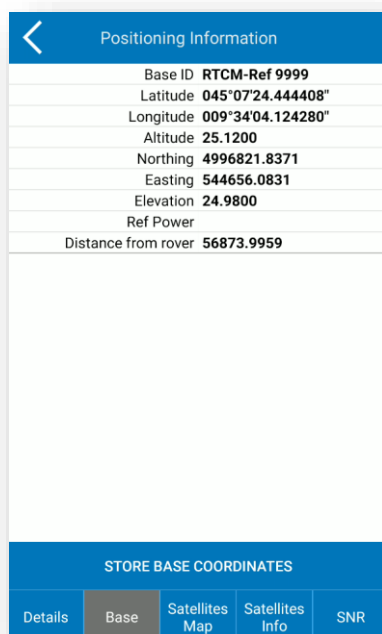 Positioning Information
Base ID RTCM-Ref 9999
Latitude 045°07'24.444408"
Longitude 009°34'04.124280"
Altitude 25.1200
Northing 4996821.8371
Easting 544656.0831
Elevation 24.9800
Ref Power
Distance from rover 56873.9959
STORE BASE COORDINATES
Details Base Satellites Map Satellites Info SNR